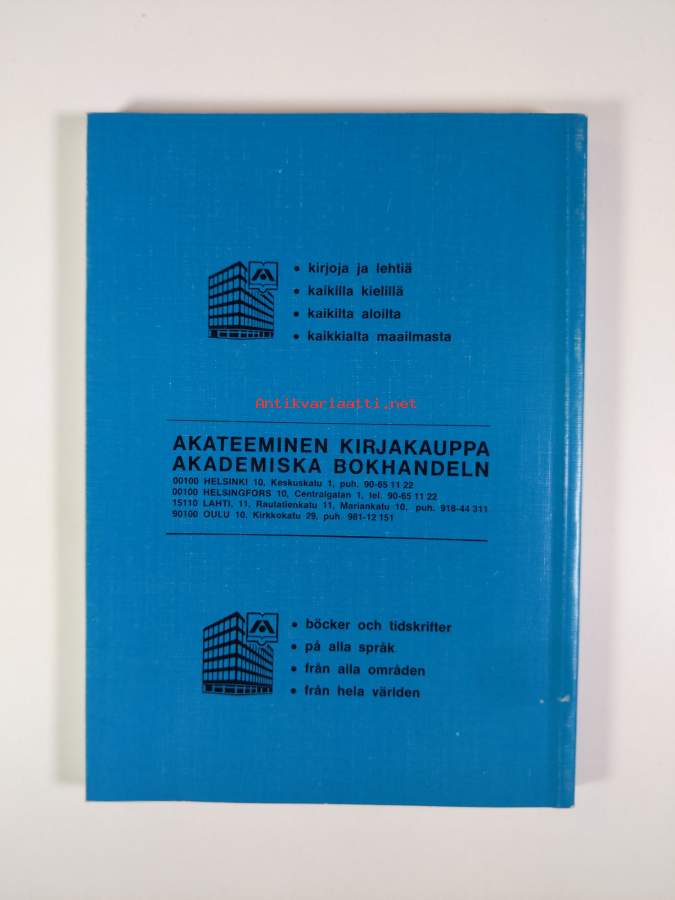 • kirjoja ja lehtiä
• kaikilla kielillä
• kaikilta aloilta
• kaikkialta maailmasta
Antikvariaatti.net
AKATEEMINEN KIRJAKAUPPA
AKADEMISKA BOKHANDELN
00100 HELSINKI 10, Keskuskatu 1, puh. 90-65 11 22
00100 HELSINGFORS 10, Centralgatan 1, tel. 90-65 11 22
15110 LAHTI, 11, Rautatienkatu 11, Mariankatu 10, puh. 918-44 311
90100 OULU 10. Kirkkokatu 29, puh. 981-12 151
• böcker och tidskrifter
• på alla språk
• från alla områden
• från hela världen